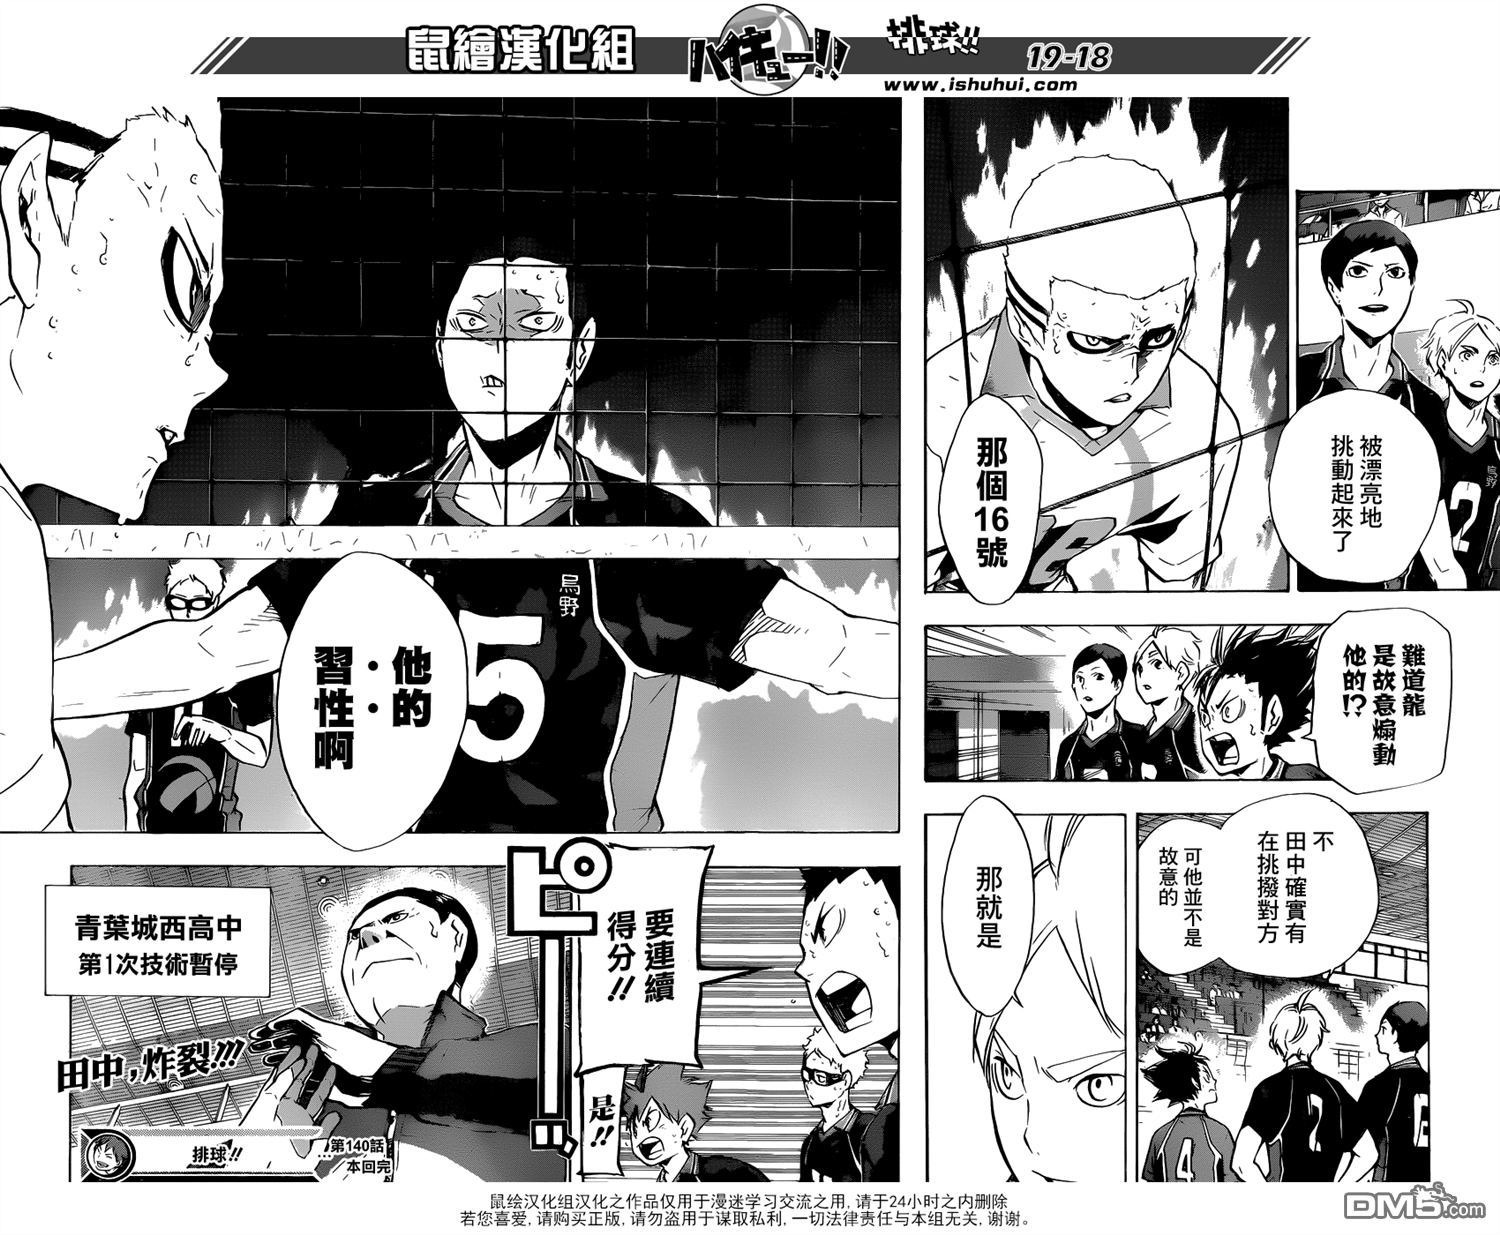 鼠繪漢化組
ハイキュー!!
排球!!
19-18
www.ishuhui.com
被漂亮地
挑動起來了
烏野
2
那個
16號
難道龍
是故意煽動
他的!?
不
田中確實有
在挑撥對方
可他並不是
故意的
4
2
那就是
烏野
5
他的
習性啊
要連續
得分!!
是!!
ピーッ
青葉城西高中
第1次技術暫停
田中,炸裂!!!
排球!!
…第140話
本回完
鼠绘汉化组汉化之作品仅用于漫迷学习交流之用,请于24小时之内删除
若您喜爱,请购买正版,请勿盗用于谋取私利,一切法律责任与本组无关,谢谢。
DM5.com